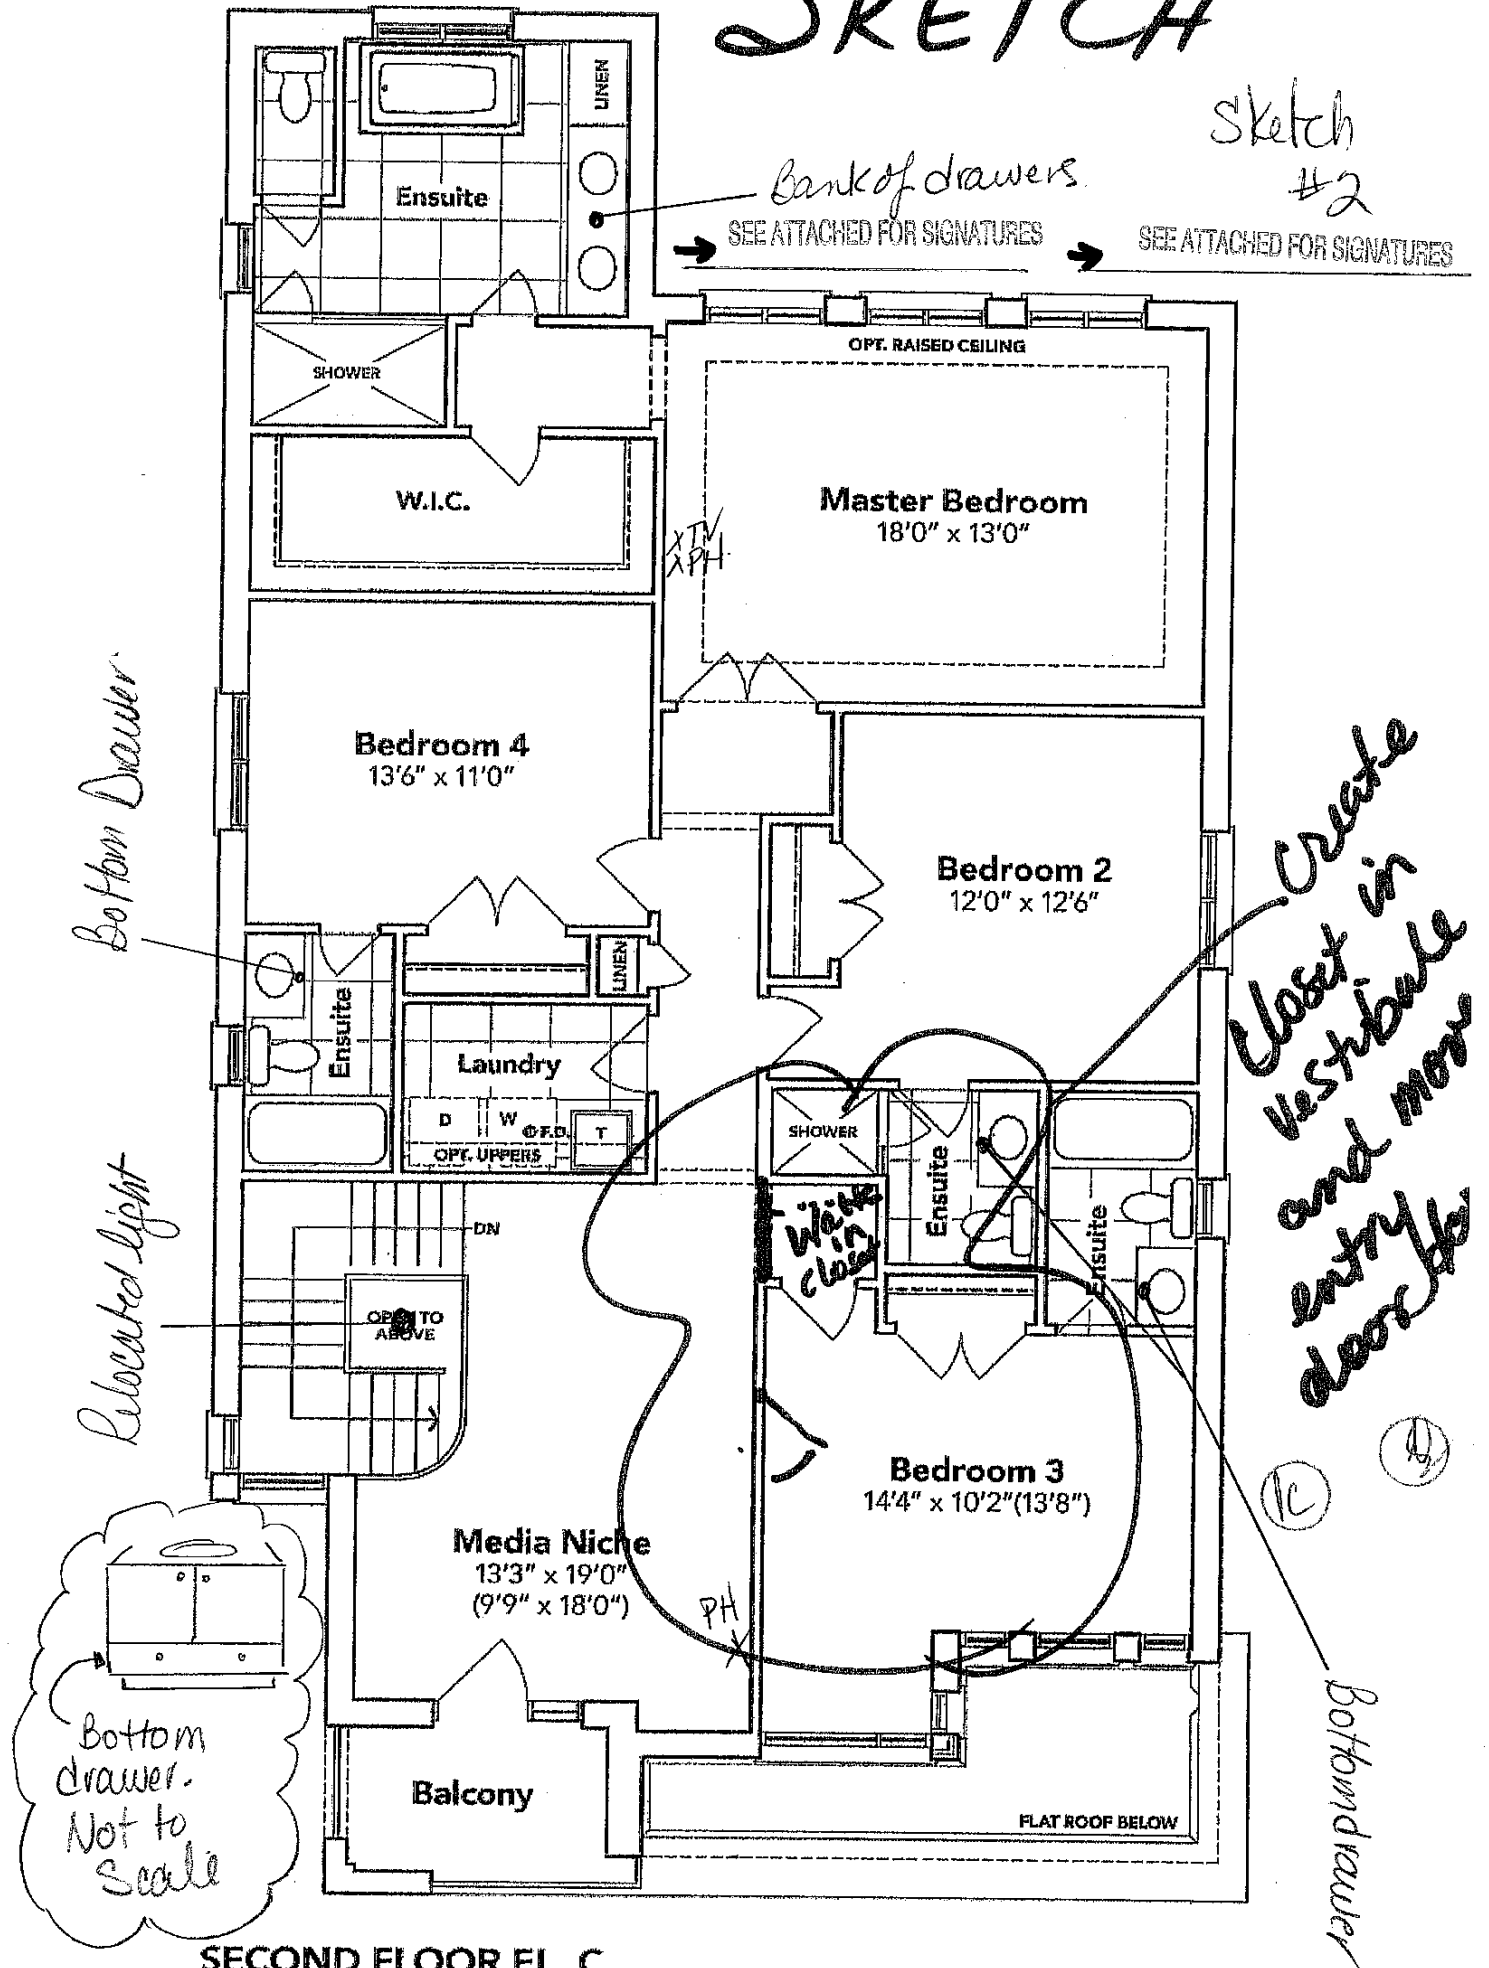 SKETCH
Sketch
#2
LINEN
Ensuite
Bank of drawers
SEE ATTACHED FOR SIGNATURES
SEE ATTACHED FOR SIGNATURES
OPT. RAISED CEILING
SHOWER
W.I.C.
Master Bedroom
18'0" x 13'0"
XTV
XPH
Bedroom 4
13'6" x 11'0"
Bottom Drawer
Bedroom 2
12'0" x 12'6"
Create
closet in
vestibule
and move
entry
door
LINEN
Ensuite
Laundry
D
W
F.D.
T
OPT. UPPERS
SHOWER
Ensuite
Ensuite
Walk
in
closet
DN
OPEN TO
ABOVE
Relocated light
Bedroom 3
14'4" x 10'2"(13'8")
Media Niche
13'3" x 19'0"
(9'9" x 18'0")
PH
Bottom
drawer.
Not to
Scale
Bottom drawer
Balcony
FLAT ROOF BELOW
SECOND FLOOR EL. C